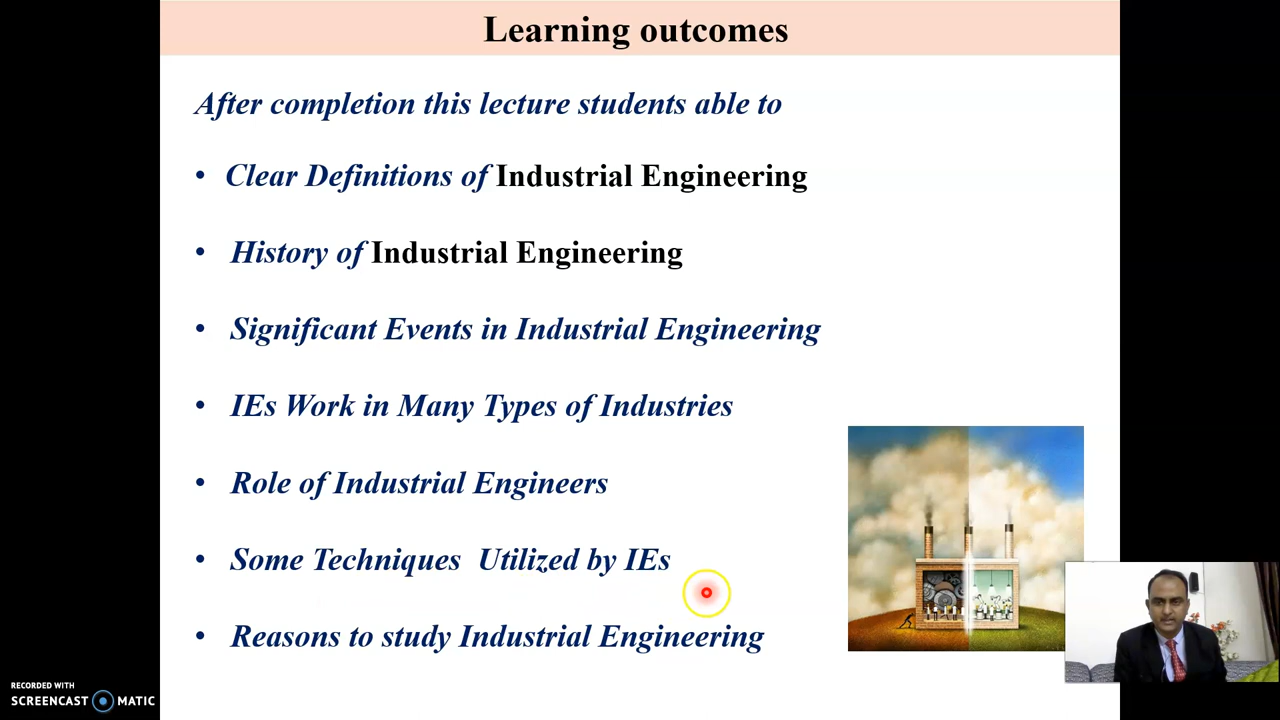 Learning outcomes
After completion this lecture students able to
• Clear Definitions of Industrial Engineering
• History of Industrial Engineering
• Significant Events in Industrial Engineering
• IEs Work in Many Types of Industries
• Role of Industrial Engineers
• Some Techniques  Utilized by IEs
• Reasons to study Industrial Engineering
RECORDED WITH
SCREENCAST MATIC